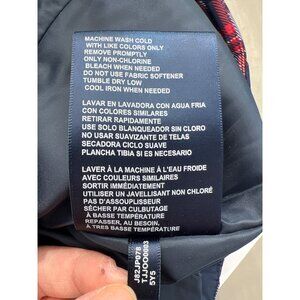 MACHINE WASH COLD
WITH LIKE COLORS ONLY
REMOVE PROMPTLY
ONLY NON-CHLORINE
BLEACH WHEN NEEDED
DO NOT USE FABRIC SOFTENER
TUMBLE DRY LOW
COOL IRON WHEN NEEDED
LAVAR EN LAVADORA CON AGUA FRIA
CON COLORES SIMILARES
RETIRAR RAPIDAMENTE
USE SOLO BLANQUEADOR SIN CLORO
NO USAR SUAVIZANTE DE TELAS
SECADORA CICLO SUAVE
PLANCHA TIBIA SI ES NECESARIO
LAVER À LA MACHINE À L'EAU FROIDE
AVEC COULEURS SIMILAIRES
SORTIR IMMÉDIATEMENT
UTILISER UN JAVELLISANT NON CHLORÉ
PAS D'ASSOUPLISSEUR
SÉCHER PAR CULBUTAGE
À BASSE TEMPÉRATURE
REPASSER, AU BESOIN,
À TRÈS BASSE TEMPÉRATURE
J82JP078
TJJOO0003
5Y5